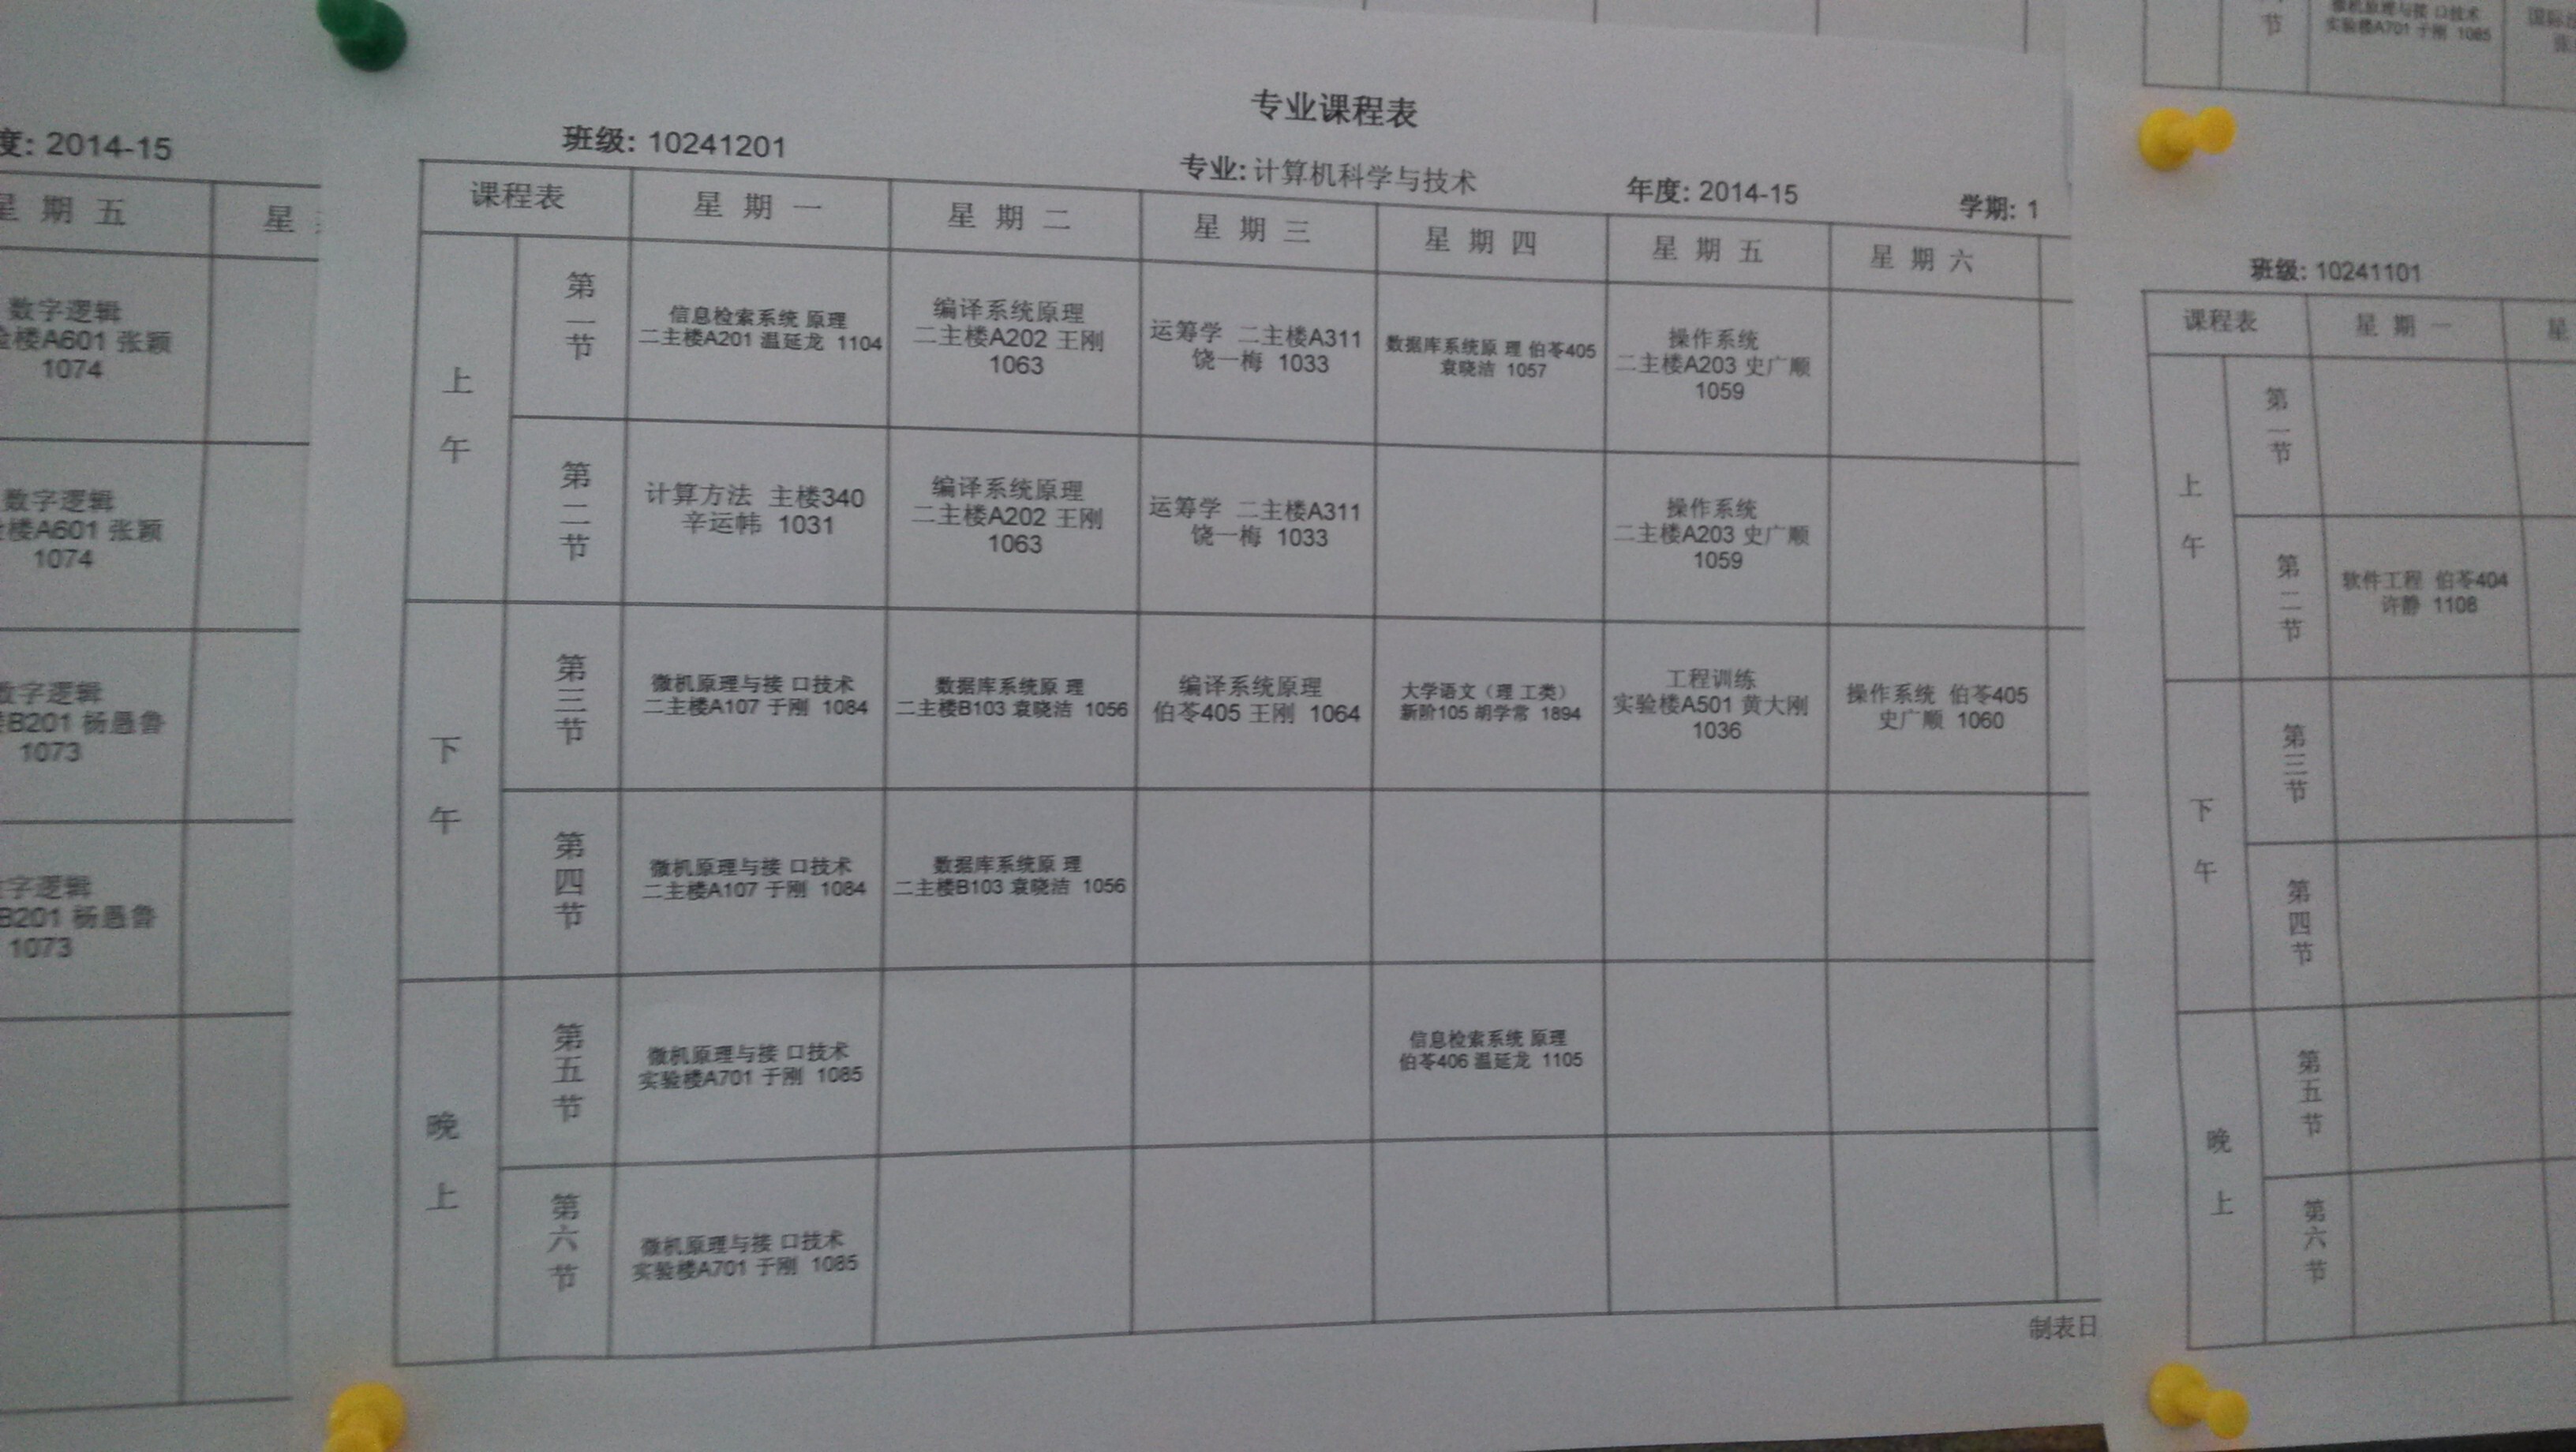 度: 2014-15
星 期 五
星
数字逻辑
楼A601 张颖
1074
数字逻辑
楼A601 张颖
1074
数字逻辑
B201 杨愚鲁
1073
字逻辑
B201 杨愚鲁
1073
专业课程表
班级: 10241201
专业: 计算机科学与技术
年度: 2014-15
学期: 1
课程表
星 期 一
星 期 二
星 期 三
星 期 四
星 期 五
星 期 六
上午
第一节
信息检索系统 原理
二主楼A201 温延龙 1104
编译系统原理
二主楼A202 王刚
1063
运筹学 二主楼A311
饶一梅 1033
数据库系统原 理 伯苓405
袁晓洁 1057
操作系统
二主楼A203 史广顺
1059
第二节
计算方法 主楼340
辛运帏 1031
编译系统原理
二主楼A202 王刚
1063
运筹学 二主楼A311
饶一梅 1033
操作系统
二主楼A203 史广顺
1059
下午
第三节
微机原理与接 口技术
二主楼A107 于刚 1084
数据库系统原 理
二主楼B103 袁晓洁 1056
编译系统原理
伯苓405 王刚 1064
大学语文（理 工类）
新阶105 胡学常 1894
工程训练
实验楼A501 黄大刚
1036
操作系统 伯苓405
史广顺 1060
第四节
微机原理与接 口技术
二主楼A107 于刚 1084
数据库系统原 理
二主楼B103 袁晓洁 1056
晚上
第五节
微机原理与接 口技术
实验楼A701 于刚 1085
信息检索系统 原理
伯苓406 温延龙 1105
第六节
微机原理与接 口技术
实验楼A701 于刚 1085
制表日
节
微机原理与接 口技术
实验楼A701 于刚 1085
国际
班级: 10241101
课程表
星 期 一
星
上午
第一节
第二节
软件工程 伯苓404
许静 1108
下午
第三节
第四节
晚上
第五节
第六节